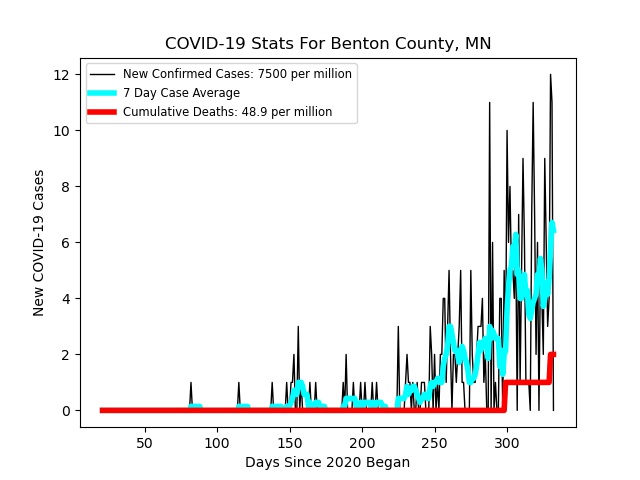 COVID-19 Stats For Benton County, MN
New Confirmed Cases: 7500 per million
7 Day Case Average
Cumulative Deaths: 48.9 per million
New COVID-19 Cases
12
10
8
6
4
2
0
50 100 150 200 250 300
Days Since 2020 Began